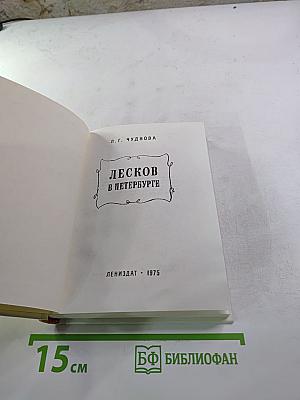 Л. Г. ЧУДНОВА
ЛЕСКОВ
В ПЕТЕРБУРГЕ
ЛЕНИЗДАТ • 1975
15 см
БФ БИБЛИОФАН